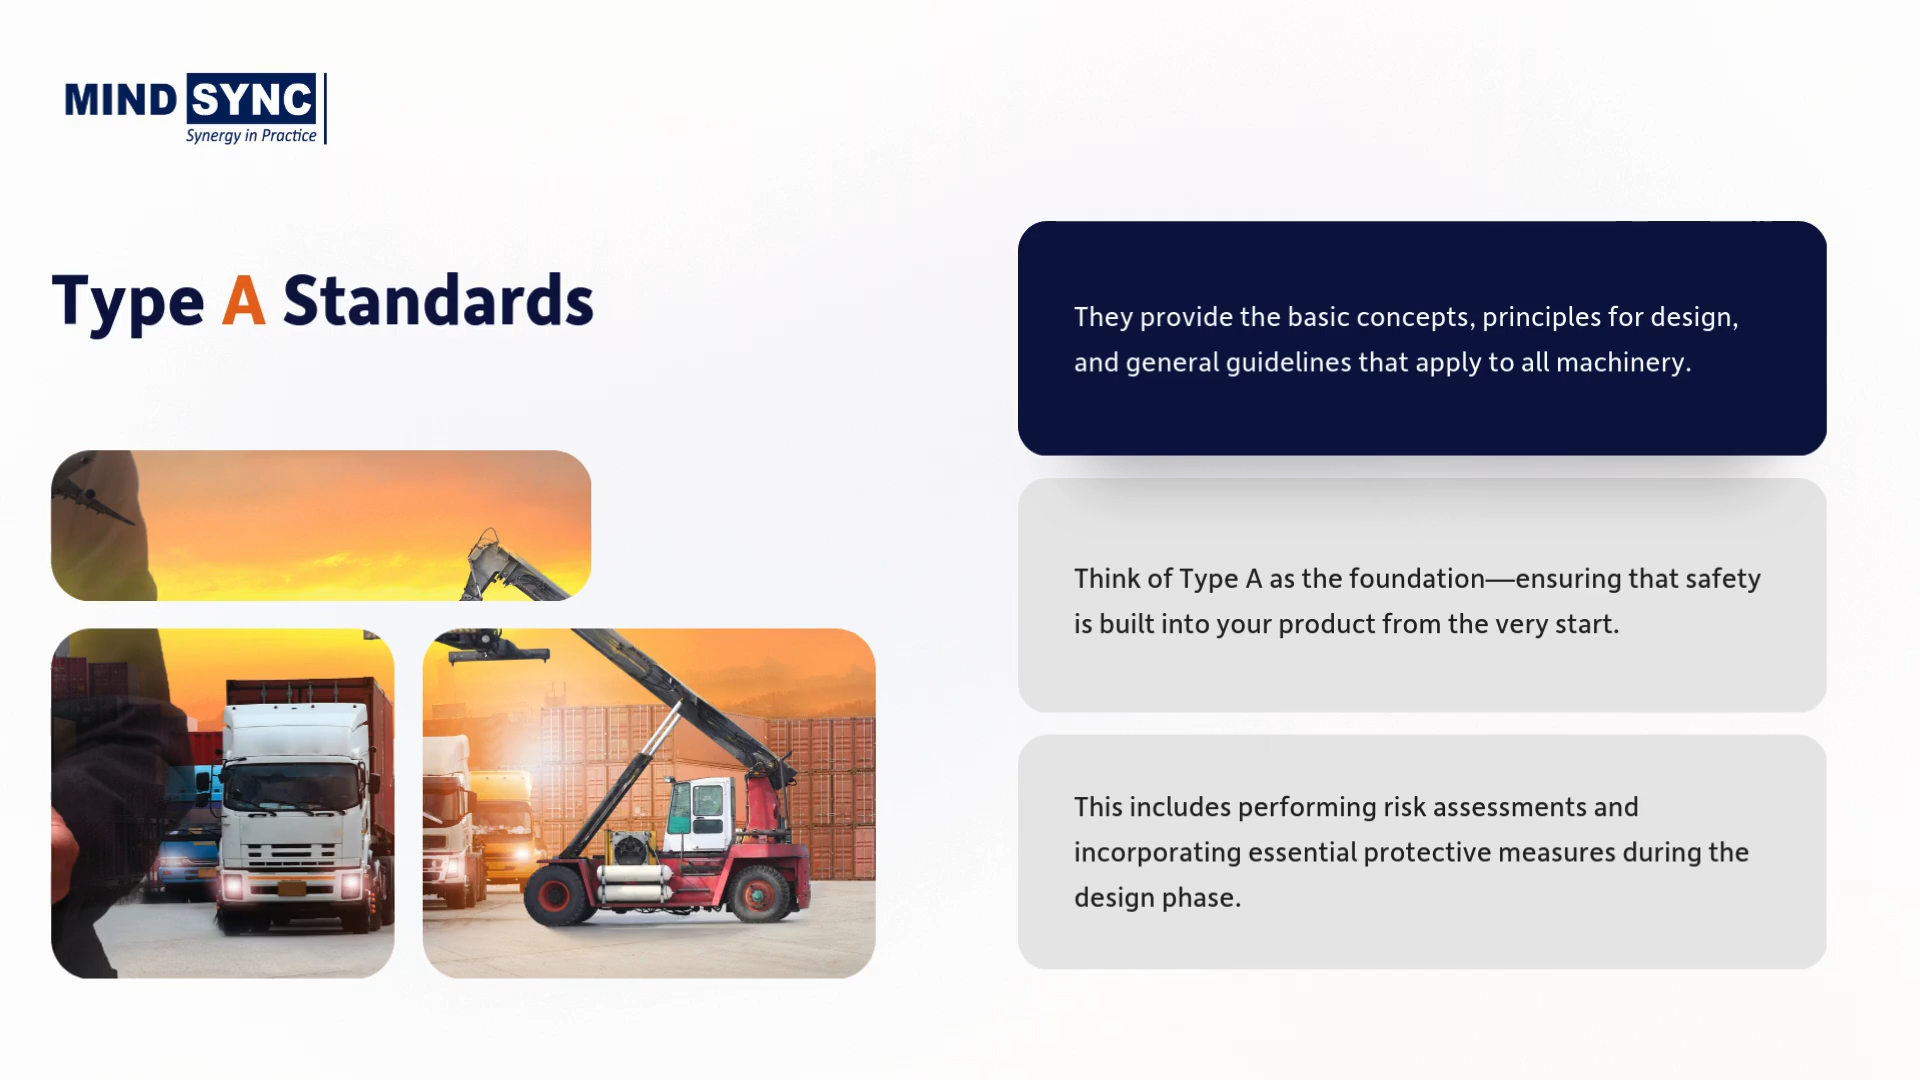 MIND SYNC
Synergy in Practice
Type A Standards
They provide the basic concepts, principles for design,
and general guidelines that apply to all machinery.
Think of Type A as the foundation—ensuring that safety
is built into your product from the very start.
This includes performing risk assessments and
incorporating essential protective measures during the
design phase.